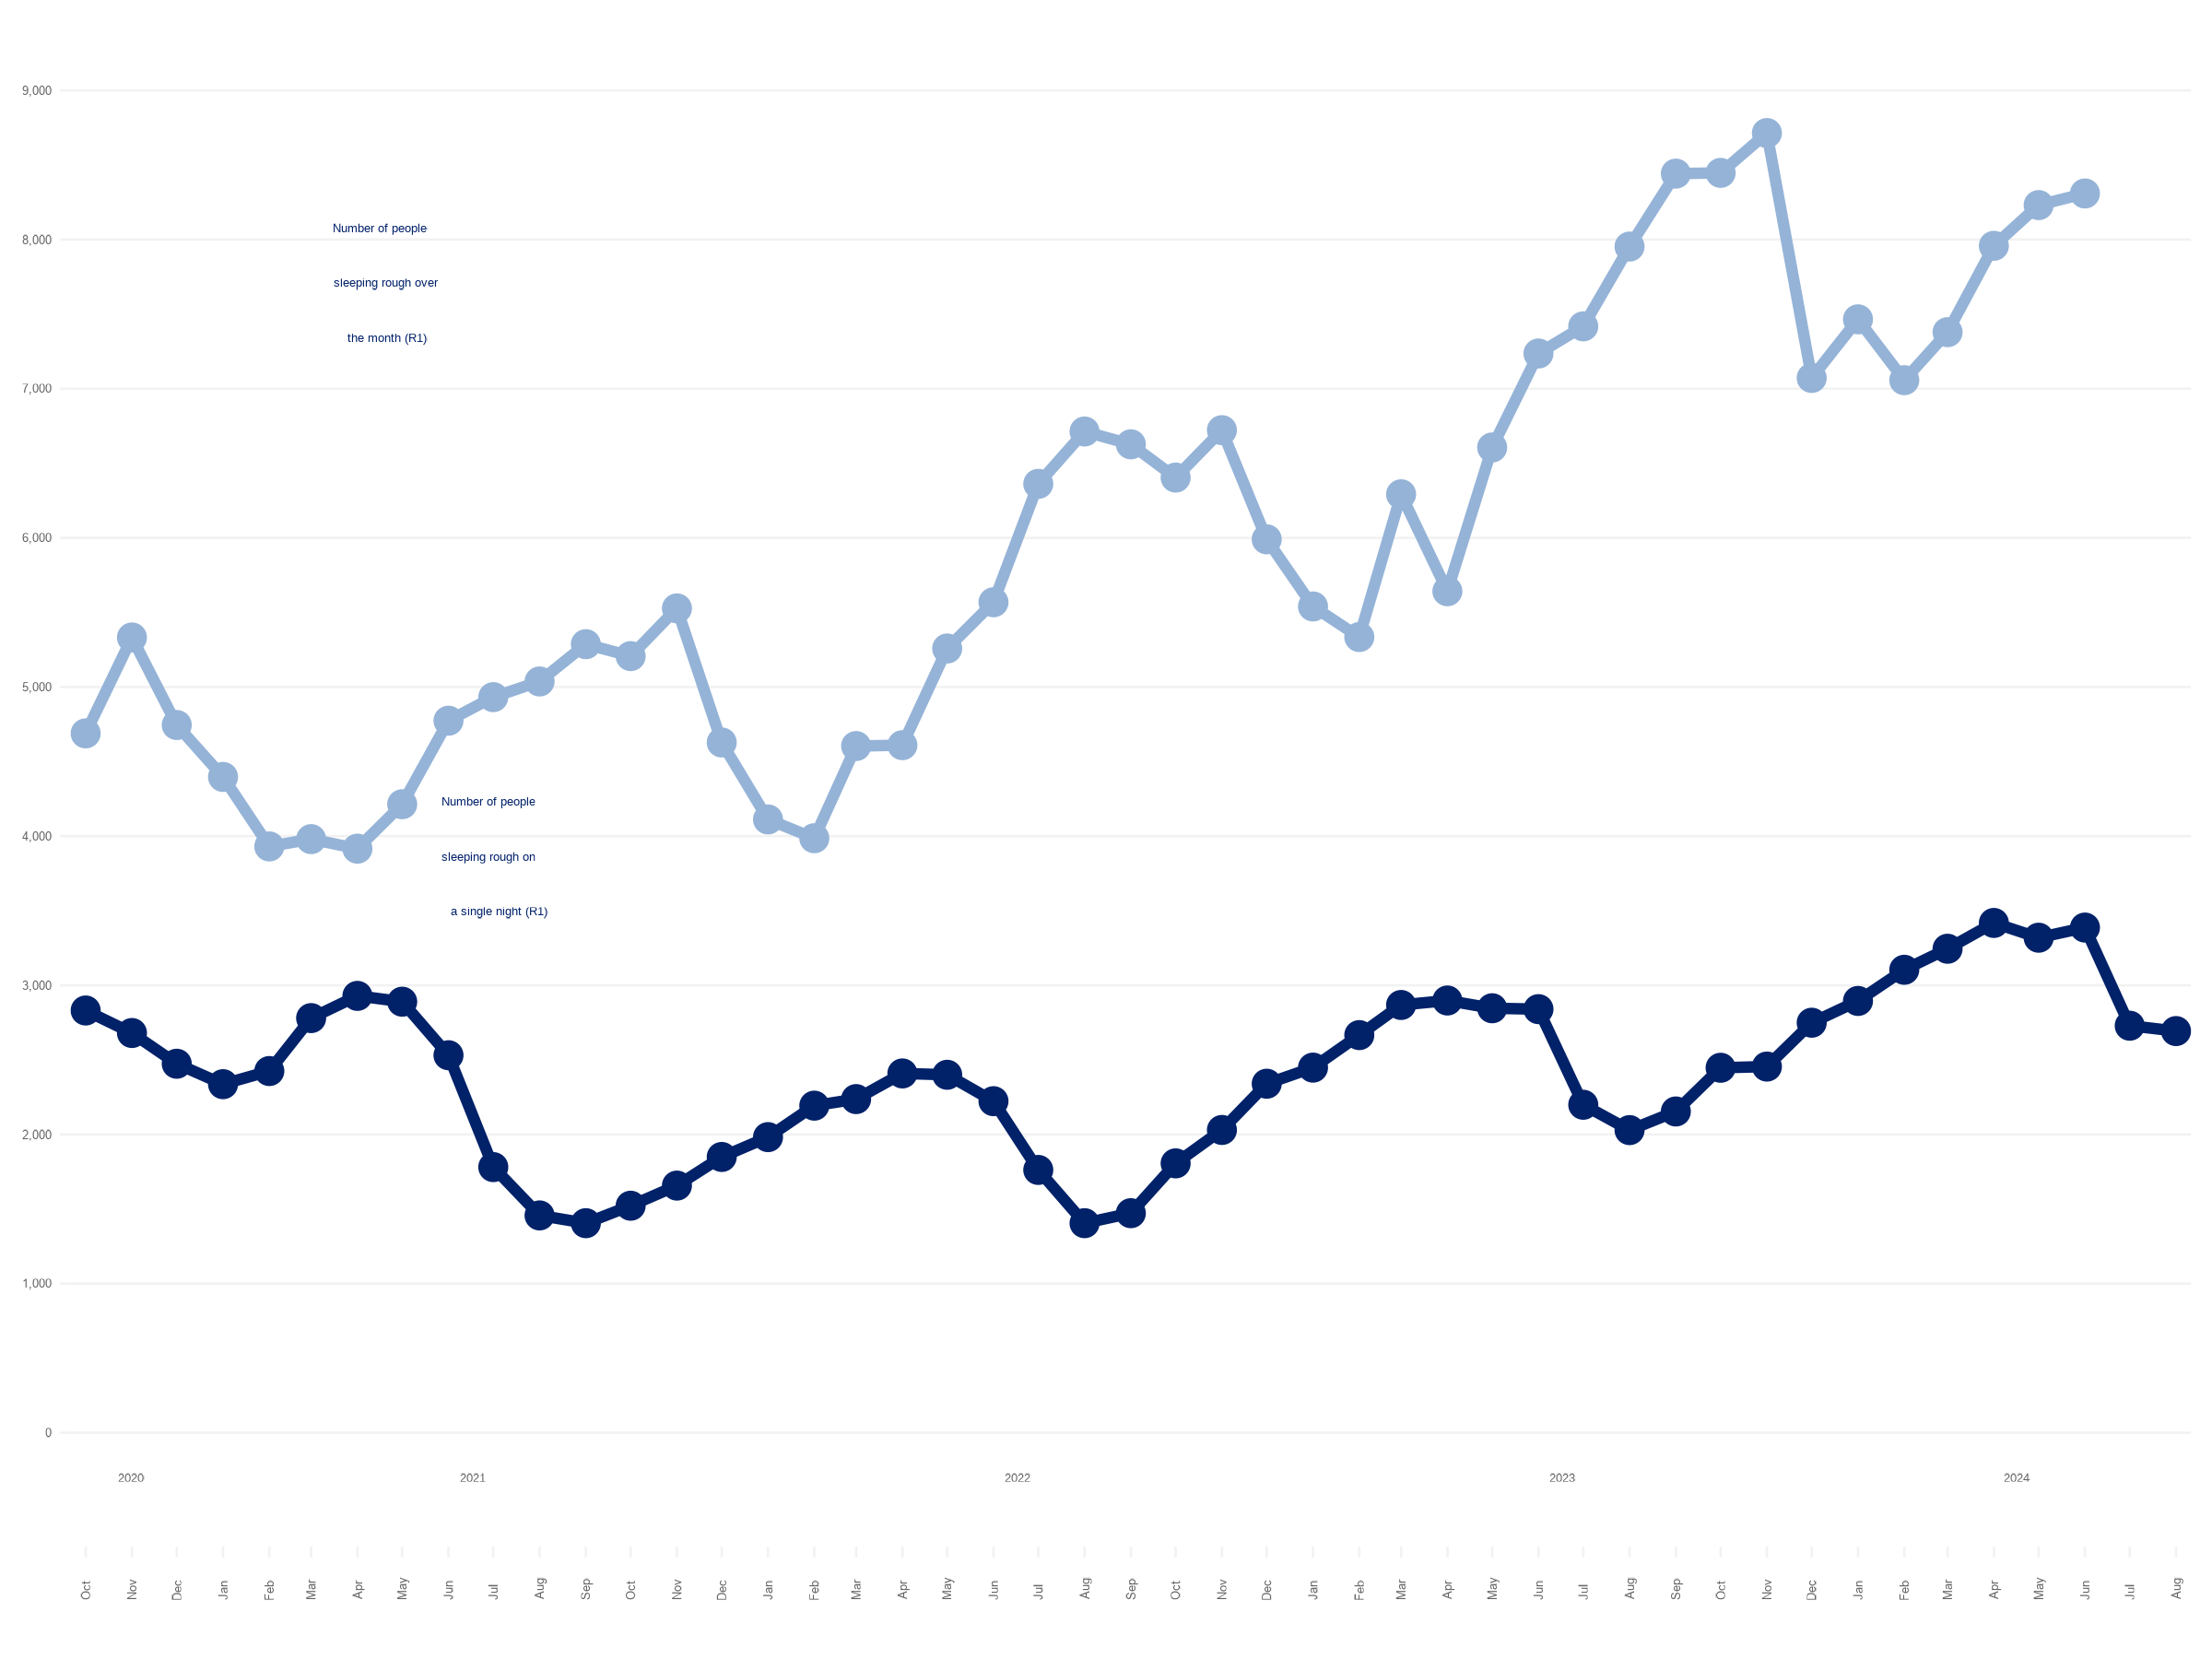 9,000
Number of people
8,000
sleeping rough over
the month (R1)
7,000
6,000
5,000
Number of people
4,000
sleeping rough on
a single night (R1)
3,000
2,000
1,000
0
2020 2021 2022 2023 2024
Oct Nov Dec Jan Feb Mar Apr May Jun Jul Aug Sep Oct Nov Dec Jan Feb Mar Apr May Jun Jul Aug Sep Oct Nov Dec Jan Feb Mar Apr May Jun Jul Aug Sep Oct Nov Dec Jan Feb Mar Apr May Jun Jul Aug